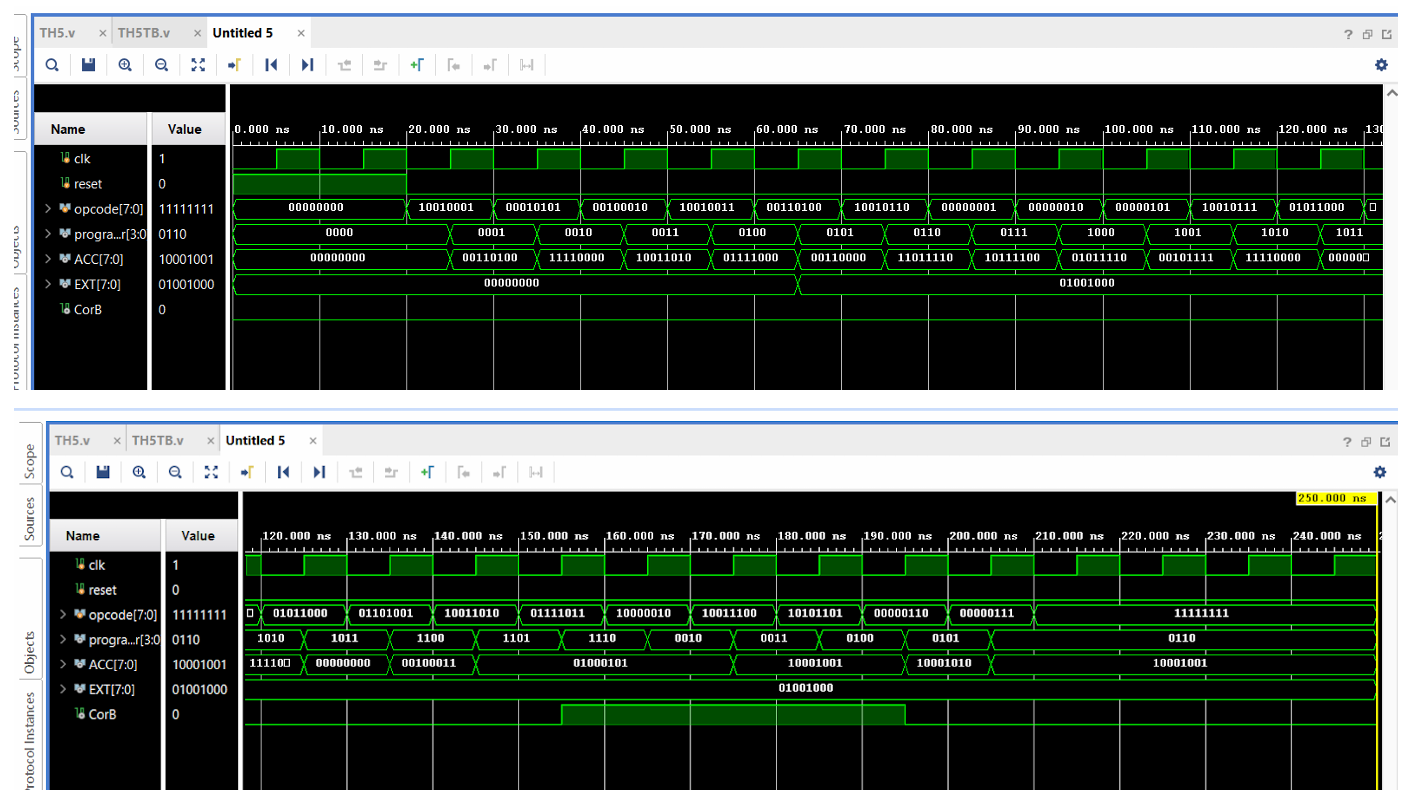 TH5.v × TH5TB.v × Untitled 5 ×
?
Scope
Sources
Objects
Protocol Instances
Name Value
0.000 ns 10.000 ns 20.000 ns 30.000 ns 40.000 ns 50.000 ns 60.000 ns 70.000 ns 80.000 ns 90.000 ns 100.000 ns 110.000 ns 120.000 ns 130
clk 1
reset 0
opcode[7:0] 11111111 00000000 10010001 00010101 00100010 10010011 00110100 10010110 00000001 00000010 00000101 10010111 01011000
progra...r[3:0 0110 0000 0001 0010 0011 0100 0101 0110 0111 1000 1001 1010 1011
ACC[7:0] 10001001 00000000 00110100 11110000 10011010 01111000 00110000 11011110 10111100 01011110 00101111 11110000 00000
EXT[7:0] 01001000 00000000 01001000
CorB 0
TH5.v × TH5TB.v × Untitled 5 ×
?
Scope
Sources
Objects
Protocol Instances
250.000 ns
Name Value
120.000 ns 130.000 ns 140.000 ns 150.000 ns 160.000 ns 170.000 ns 180.000 ns 190.000 ns 200.000 ns 210.000 ns 220.000 ns 230.000 ns 240.000 ns
clk 1
reset 0
opcode[7:0] 11111111 01011000 01101001 10011010 01111011 10000010 10011100 10101101 00000110 00000111 11111111
progra...r[3:0 0110 1010 1011 1100 1101 1110 0010 0011 0100 0101 0110
ACC[7:0] 10001001 11110 00000000 00100011 01000101 10001001 10001010 10001001
EXT[7:0] 01001000 01001000
CorB 0